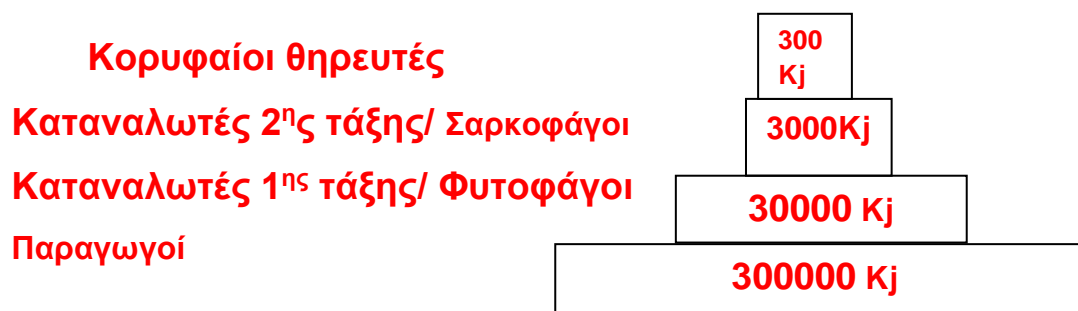 300
Kj
Κορυφαίοι θηρευτές
Καταναλωτές 2ης τάξης/ Σαρκοφάγοι
3000Kj
Καταναλωτές 1ης τάξης/ Φυτοφάγοι
30000 Kj
Παραγωγοί
300000 Kj